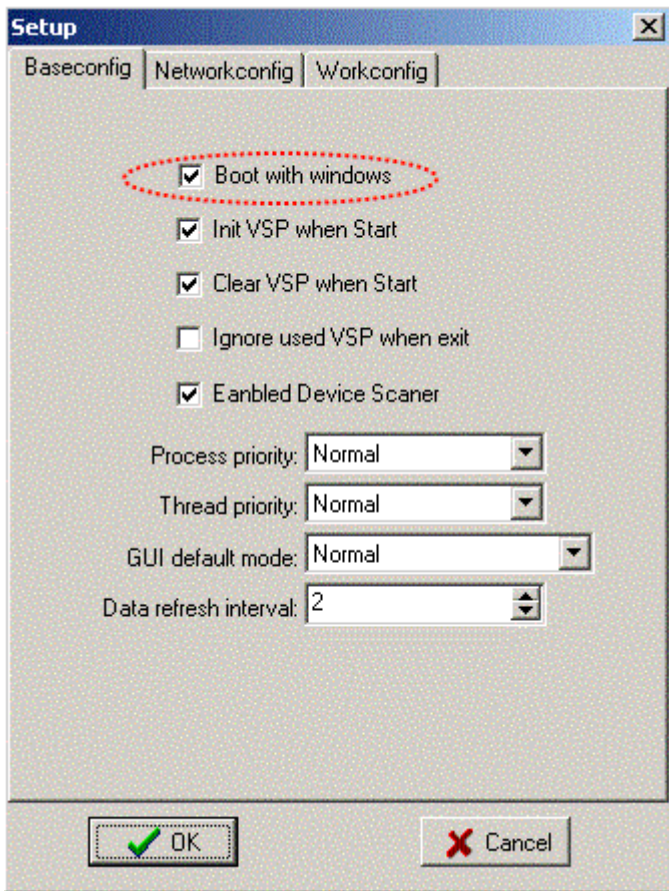 Setup
Baseconfig Networkconfig Workconfig
Boot with windows
Init VSP when Start
Clear VSP when Start
Ignore used VSP when exit
Eanbled Device Scaner
Process priority: Normal
Thread priority: Normal
GUI default mode: Normal
Data refresh interval: 2
OK Cancel